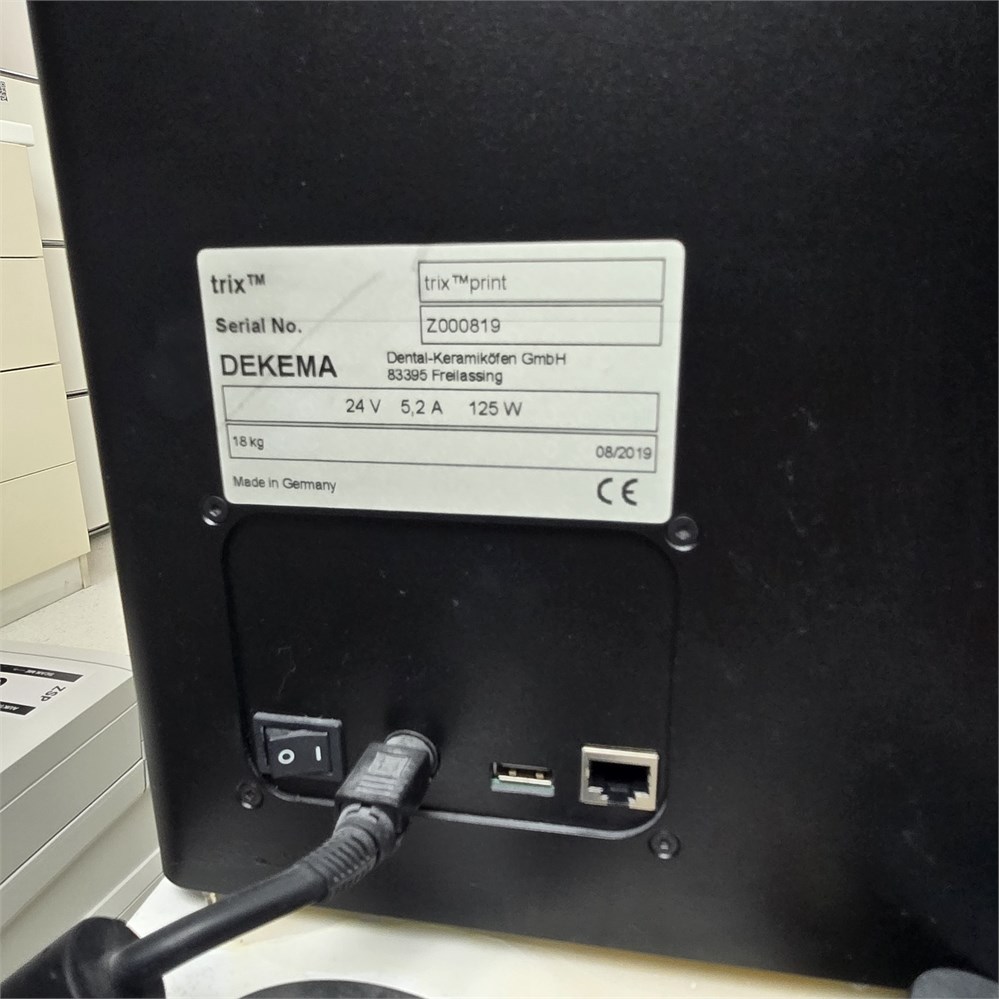 trix™ trix™print
Serial No. Z000819
DEKEMA Dental-Keramiköfen GmbH
83395 Freilassing
24 V 5,2 A 125 W
18 kg 08/2019
Made in Germany CE
O I
ZSP